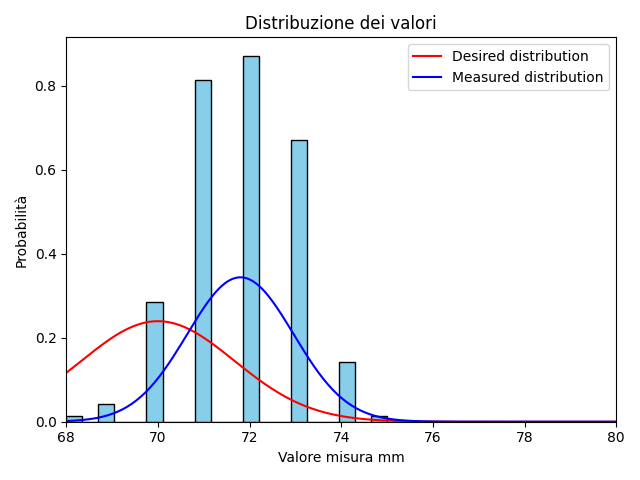 Distribuzione dei valori
Desired distribution
Measured distribution
Probabilità
0.8
0.6
0.4
0.2
0.0
68 70 72 74 76 78 80
Valore misura mm